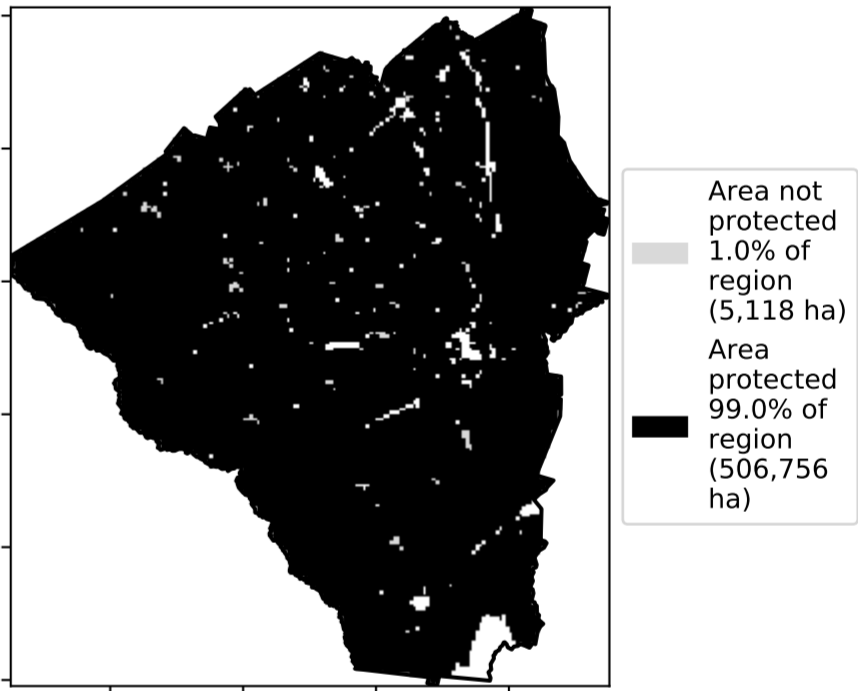 Area not
protected
1.0% of
region
(5,118 ha)
Area
protected
99.0% of
region
(506,756
ha)